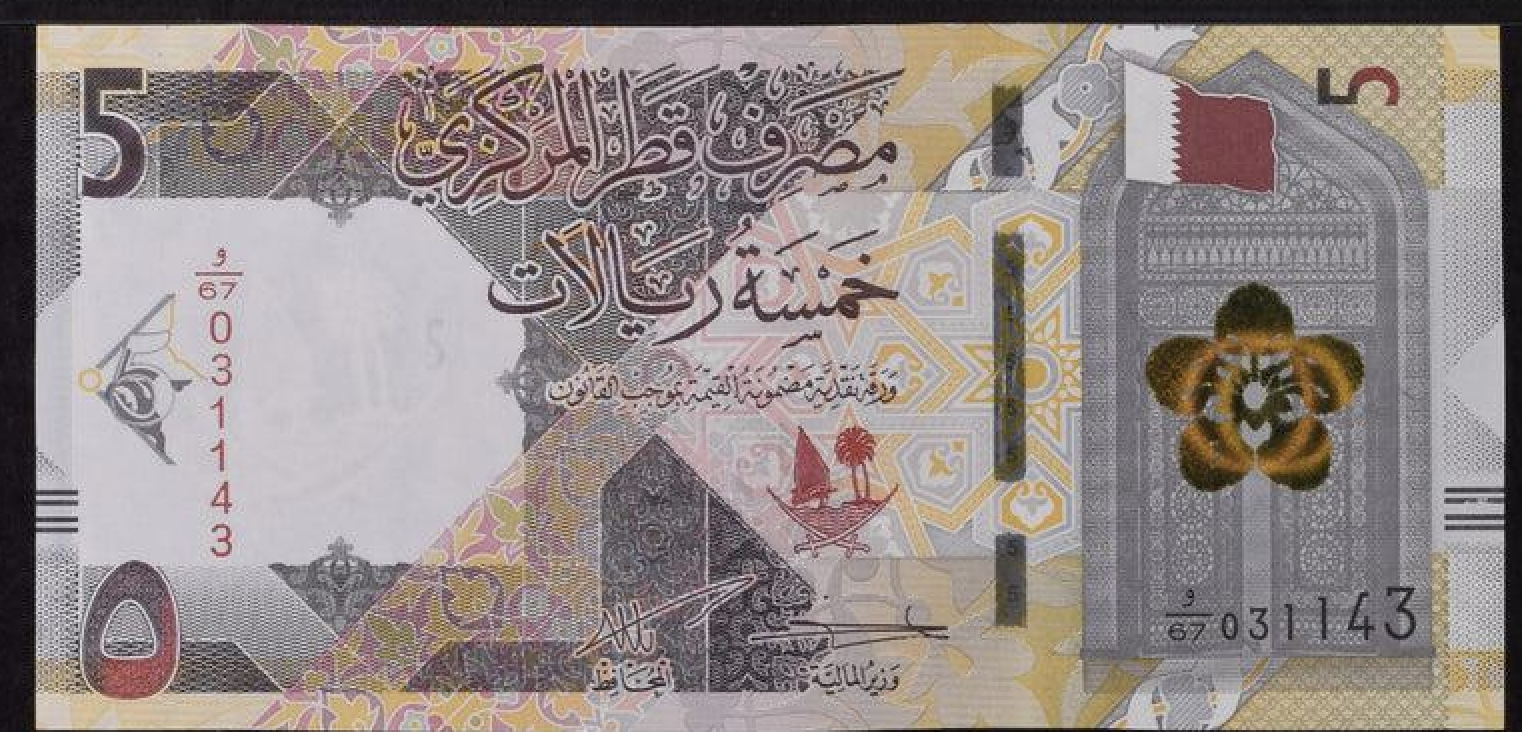 5
5
مصرف قطر المركزي
خمسة ريالات
ورقة نقدية مضمونة القيمة بموجب القانون
و
67
031143
٥
المحافظ
وزير المالية
و
67 031143